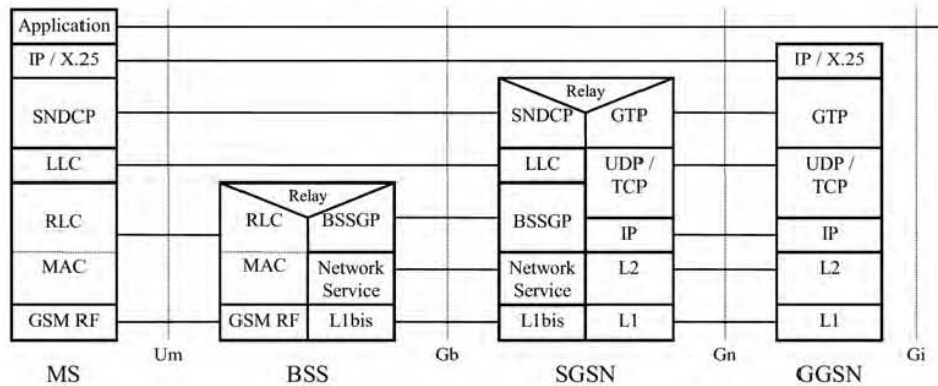 Application
IP / X.25
IP / X.25
Relay
SNDCP
SNDCP
GTP
GTP
LLC
LLC
UDP /
TCP
UDP /
TCP
Relay
RLC
RLC
BSSGP
BSSGP
IP
IP
MAC
MAC
Network
Service
Network
Service
L2
L2
GSM RF
GSM RF
L1bis
L1bis
L1
L1
Um
Gb
Gn
Gi
MS
BSS
SGSN
GGSN